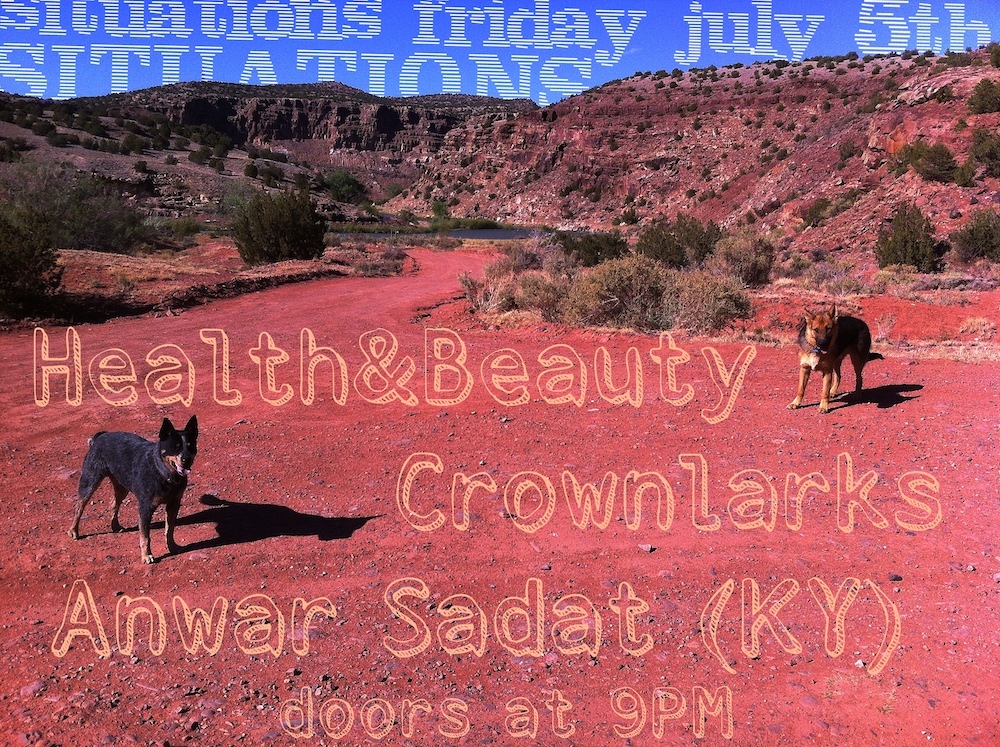 situations friday july 5th
SITUATIONS
Health&Beauty
Crownlarks
Anwar Sadat (KY)
doors at 9PM